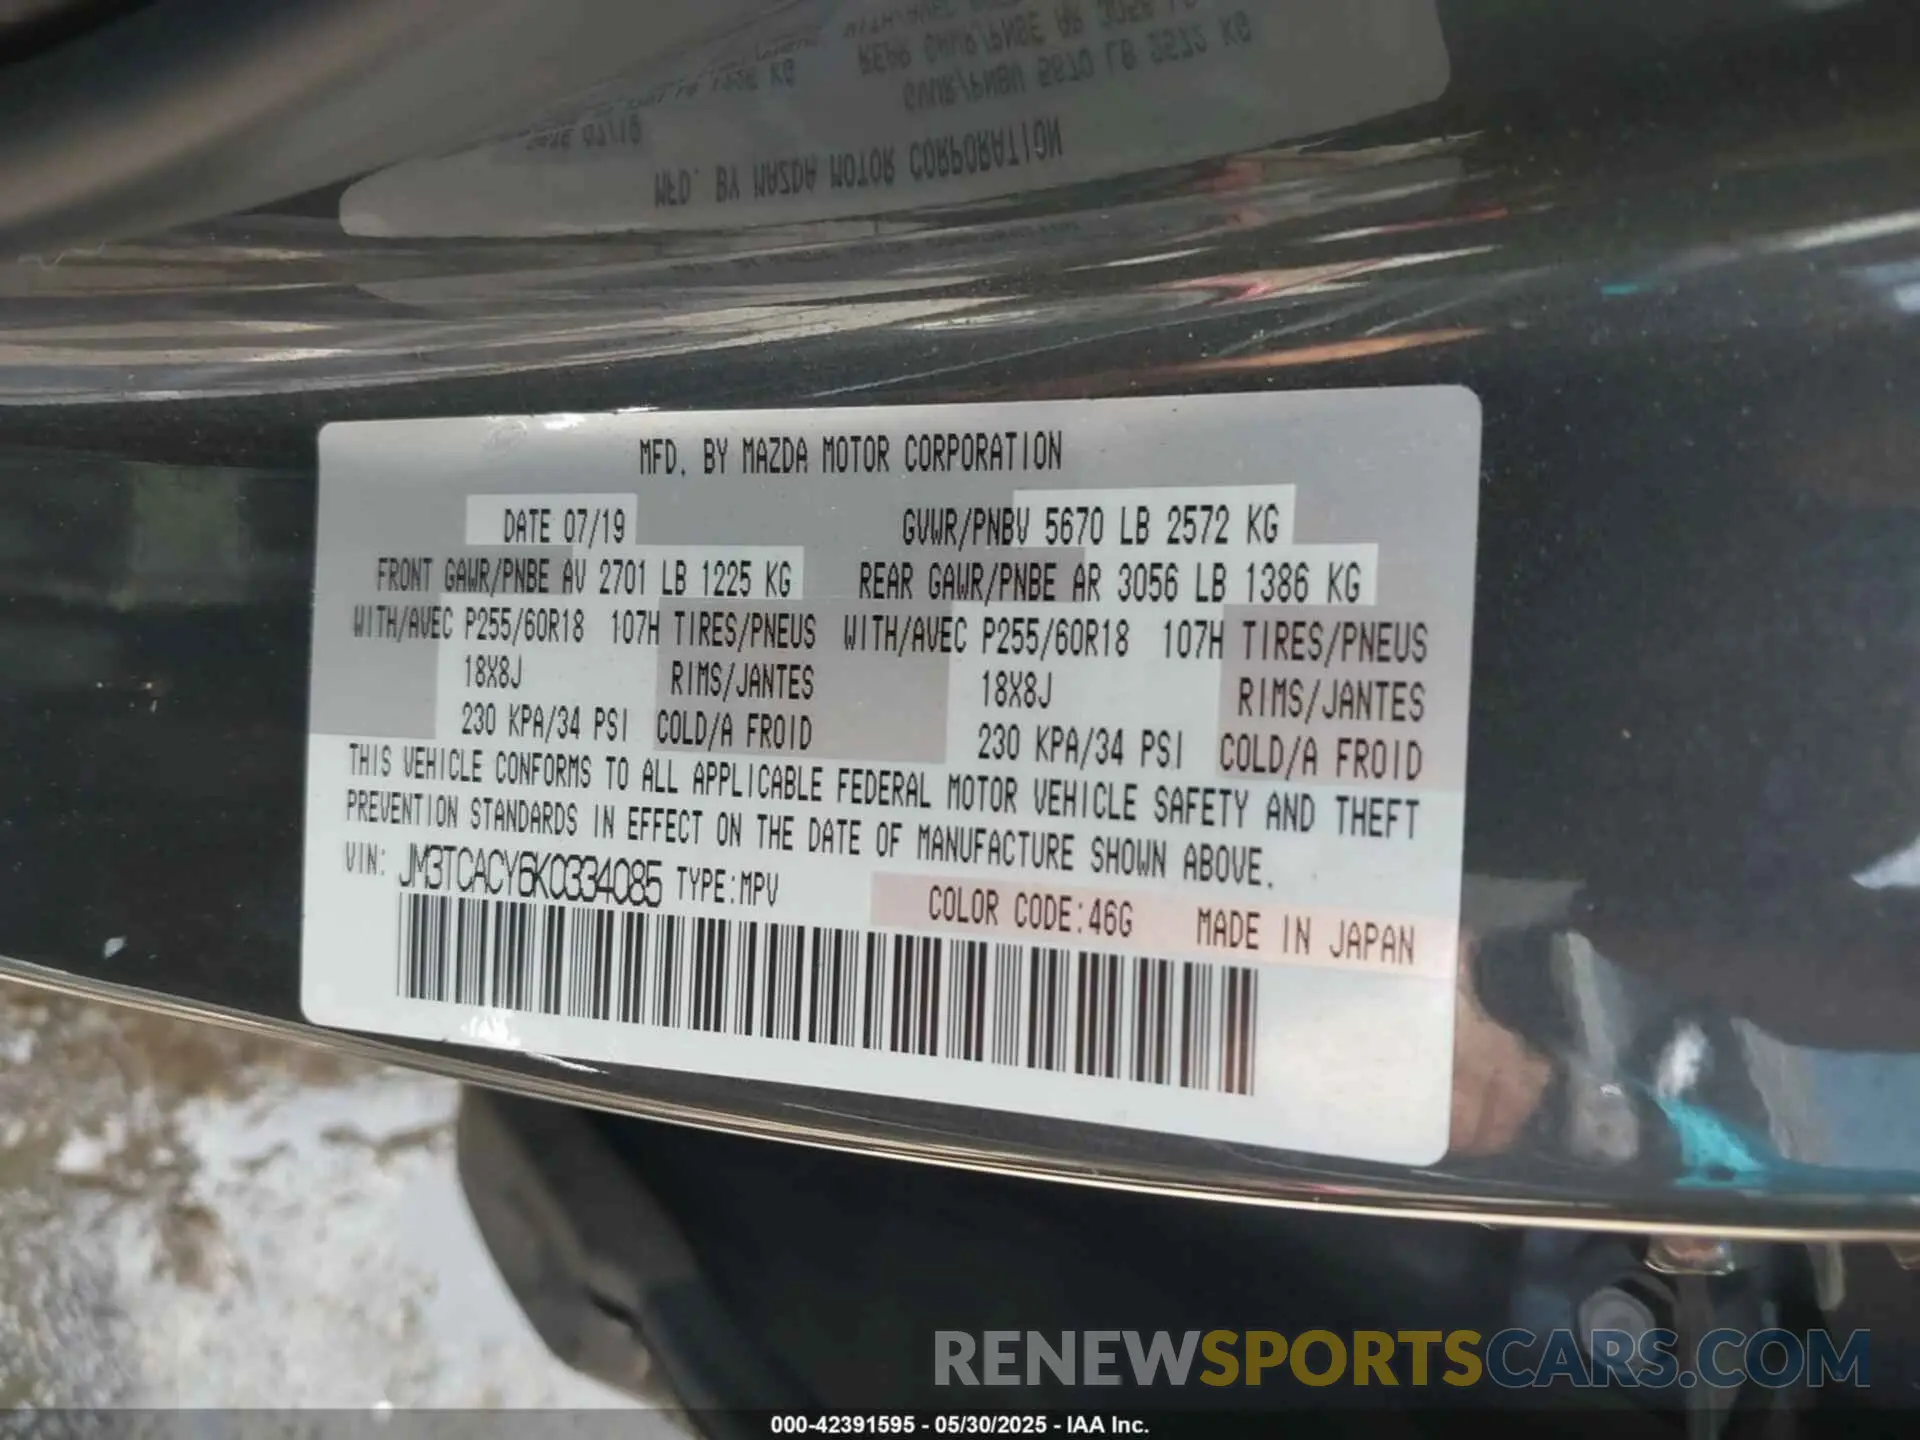 MFD. BY MAZDA MOTOR CORPORATION
DATE 07/19 GVWR/PNBV 5670 LB 2572 KG
FRONT GAWR/PNBE AV 2701 LB 1225 KG REAR GAWR/PNBE AR 3056 LB 1386 KG
WITH/AVEC P255/60R18 107H TIRES/PNEUS WITH/AVEC P255/60R18 107H TIRES/PNEUS
18X8J RIMS/JANTES 18X8J RIMS/JANTES
230 KPA/34 PSI COLD/A FROID 230 KPA/34 PSI COLD/A FROID
THIS VEHICLE CONFORMS TO ALL APPLICABLE FEDERAL MOTOR VEHICLE SAFETY AND THEFT
PREVENTION STANDARDS IN EFFECT ON THE DATE OF MANUFACTURE SHOWN ABOVE.
VIN: JM3TCACY6K0334085 TYPE:MPV COLOR CODE:46G MADE IN JAPAN
RENEWSPORTSCARS.COM
000-42391595 - 05/30/2025 - IAA Inc.